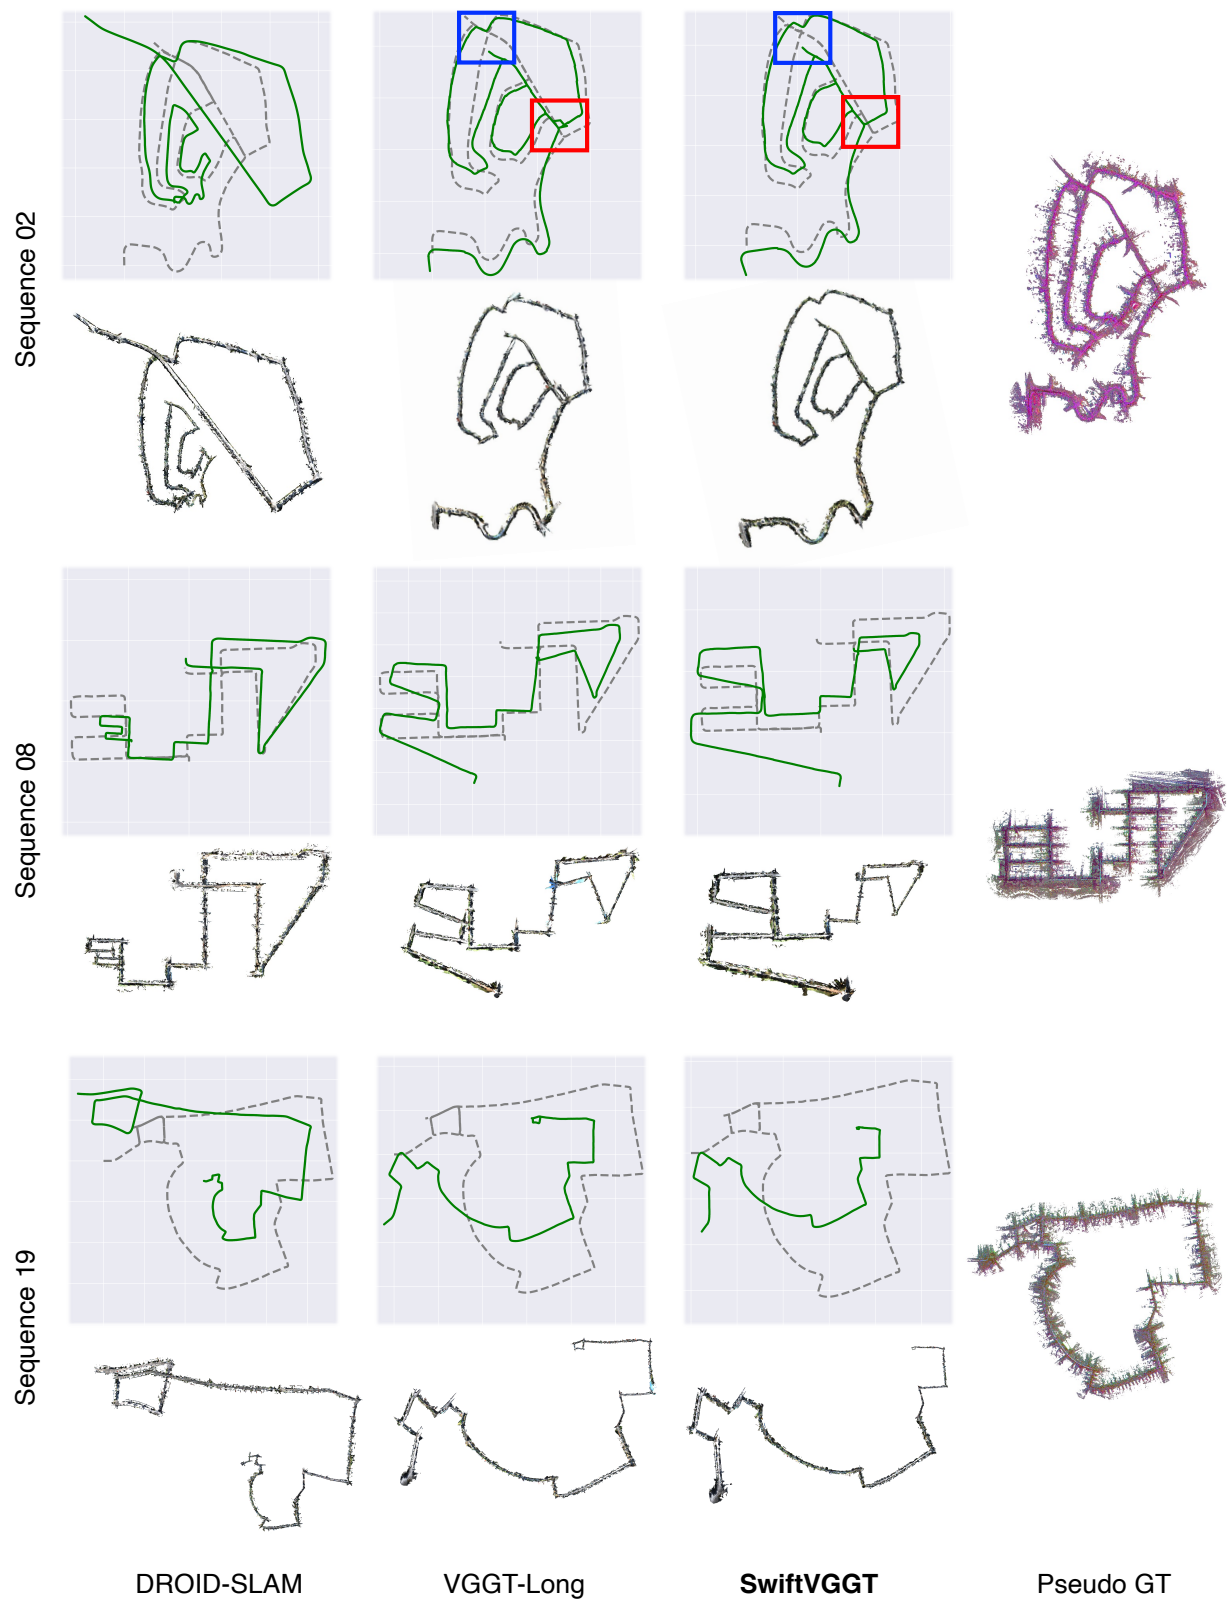 Sequence 02
Sequence 08
Sequence 19
DROID-SLAM
VGGT-Long
SwiftVGGT
Pseudo GT